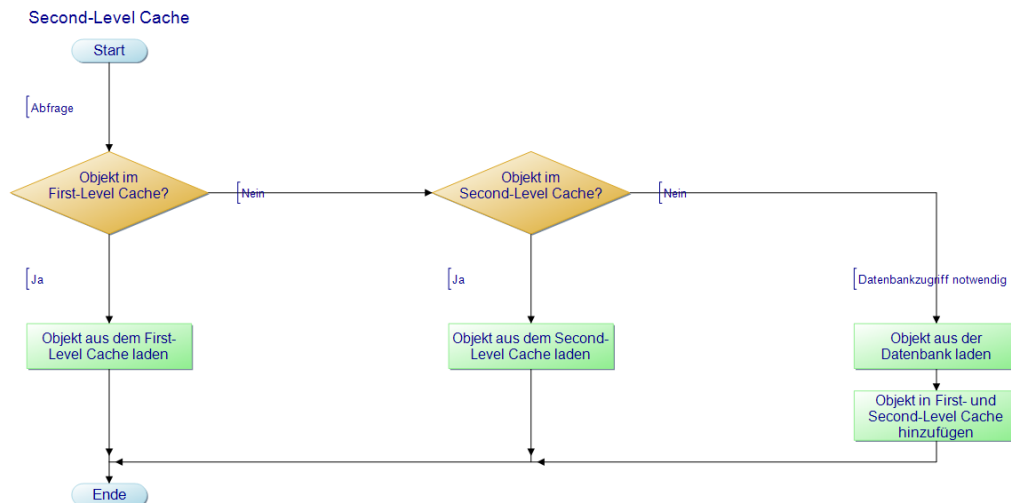 Second-Level Cache
Start
Abfrage
Objekt im
First-Level Cache?
Nein
Objekt im
Second-Level Cache?
Nein
Ja
Ja
Datenbankzugriff notwendig
Objekt aus dem First-
Level Cache laden
Objekt aus dem Second-
Level Cache laden
Objekt aus der
Datenbank laden
Objekt in First- und
Second-Level Cache
hinzufügen
Ende